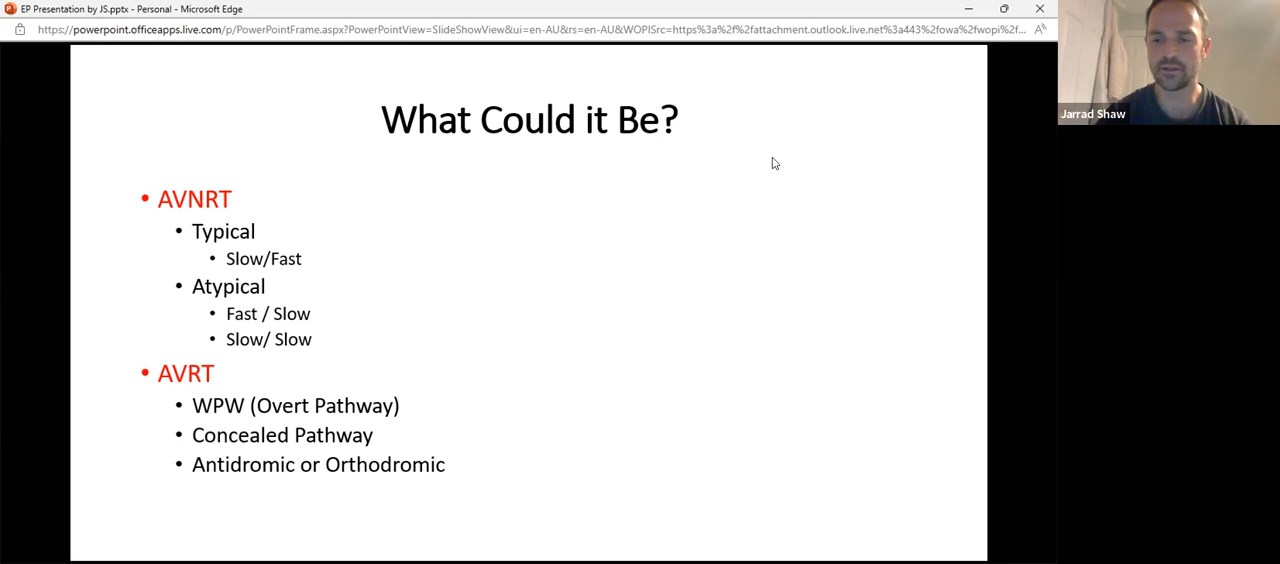 EP Presentation by JS.pptx - Personal - Microsoft Edge
https://powerpoint.officeapps.live.com/p/PowerPointFrame.aspx?PowerPointView=SlideShowView&ui=en-AU&rs=en-AU&WOPISrc=https%3a%2f%2fattachment.outlook.live.net%3a443%2fowa%2fwopi%2f...
Jarrad Shaw
What Could it Be?
• AVNRT
• Typical
• Slow/Fast
• Atypical
• Fast / Slow
• Slow/ Slow
• AVRT
• WPW (Overt Pathway)
• Concealed Pathway
• Antidromic or Orthodromic